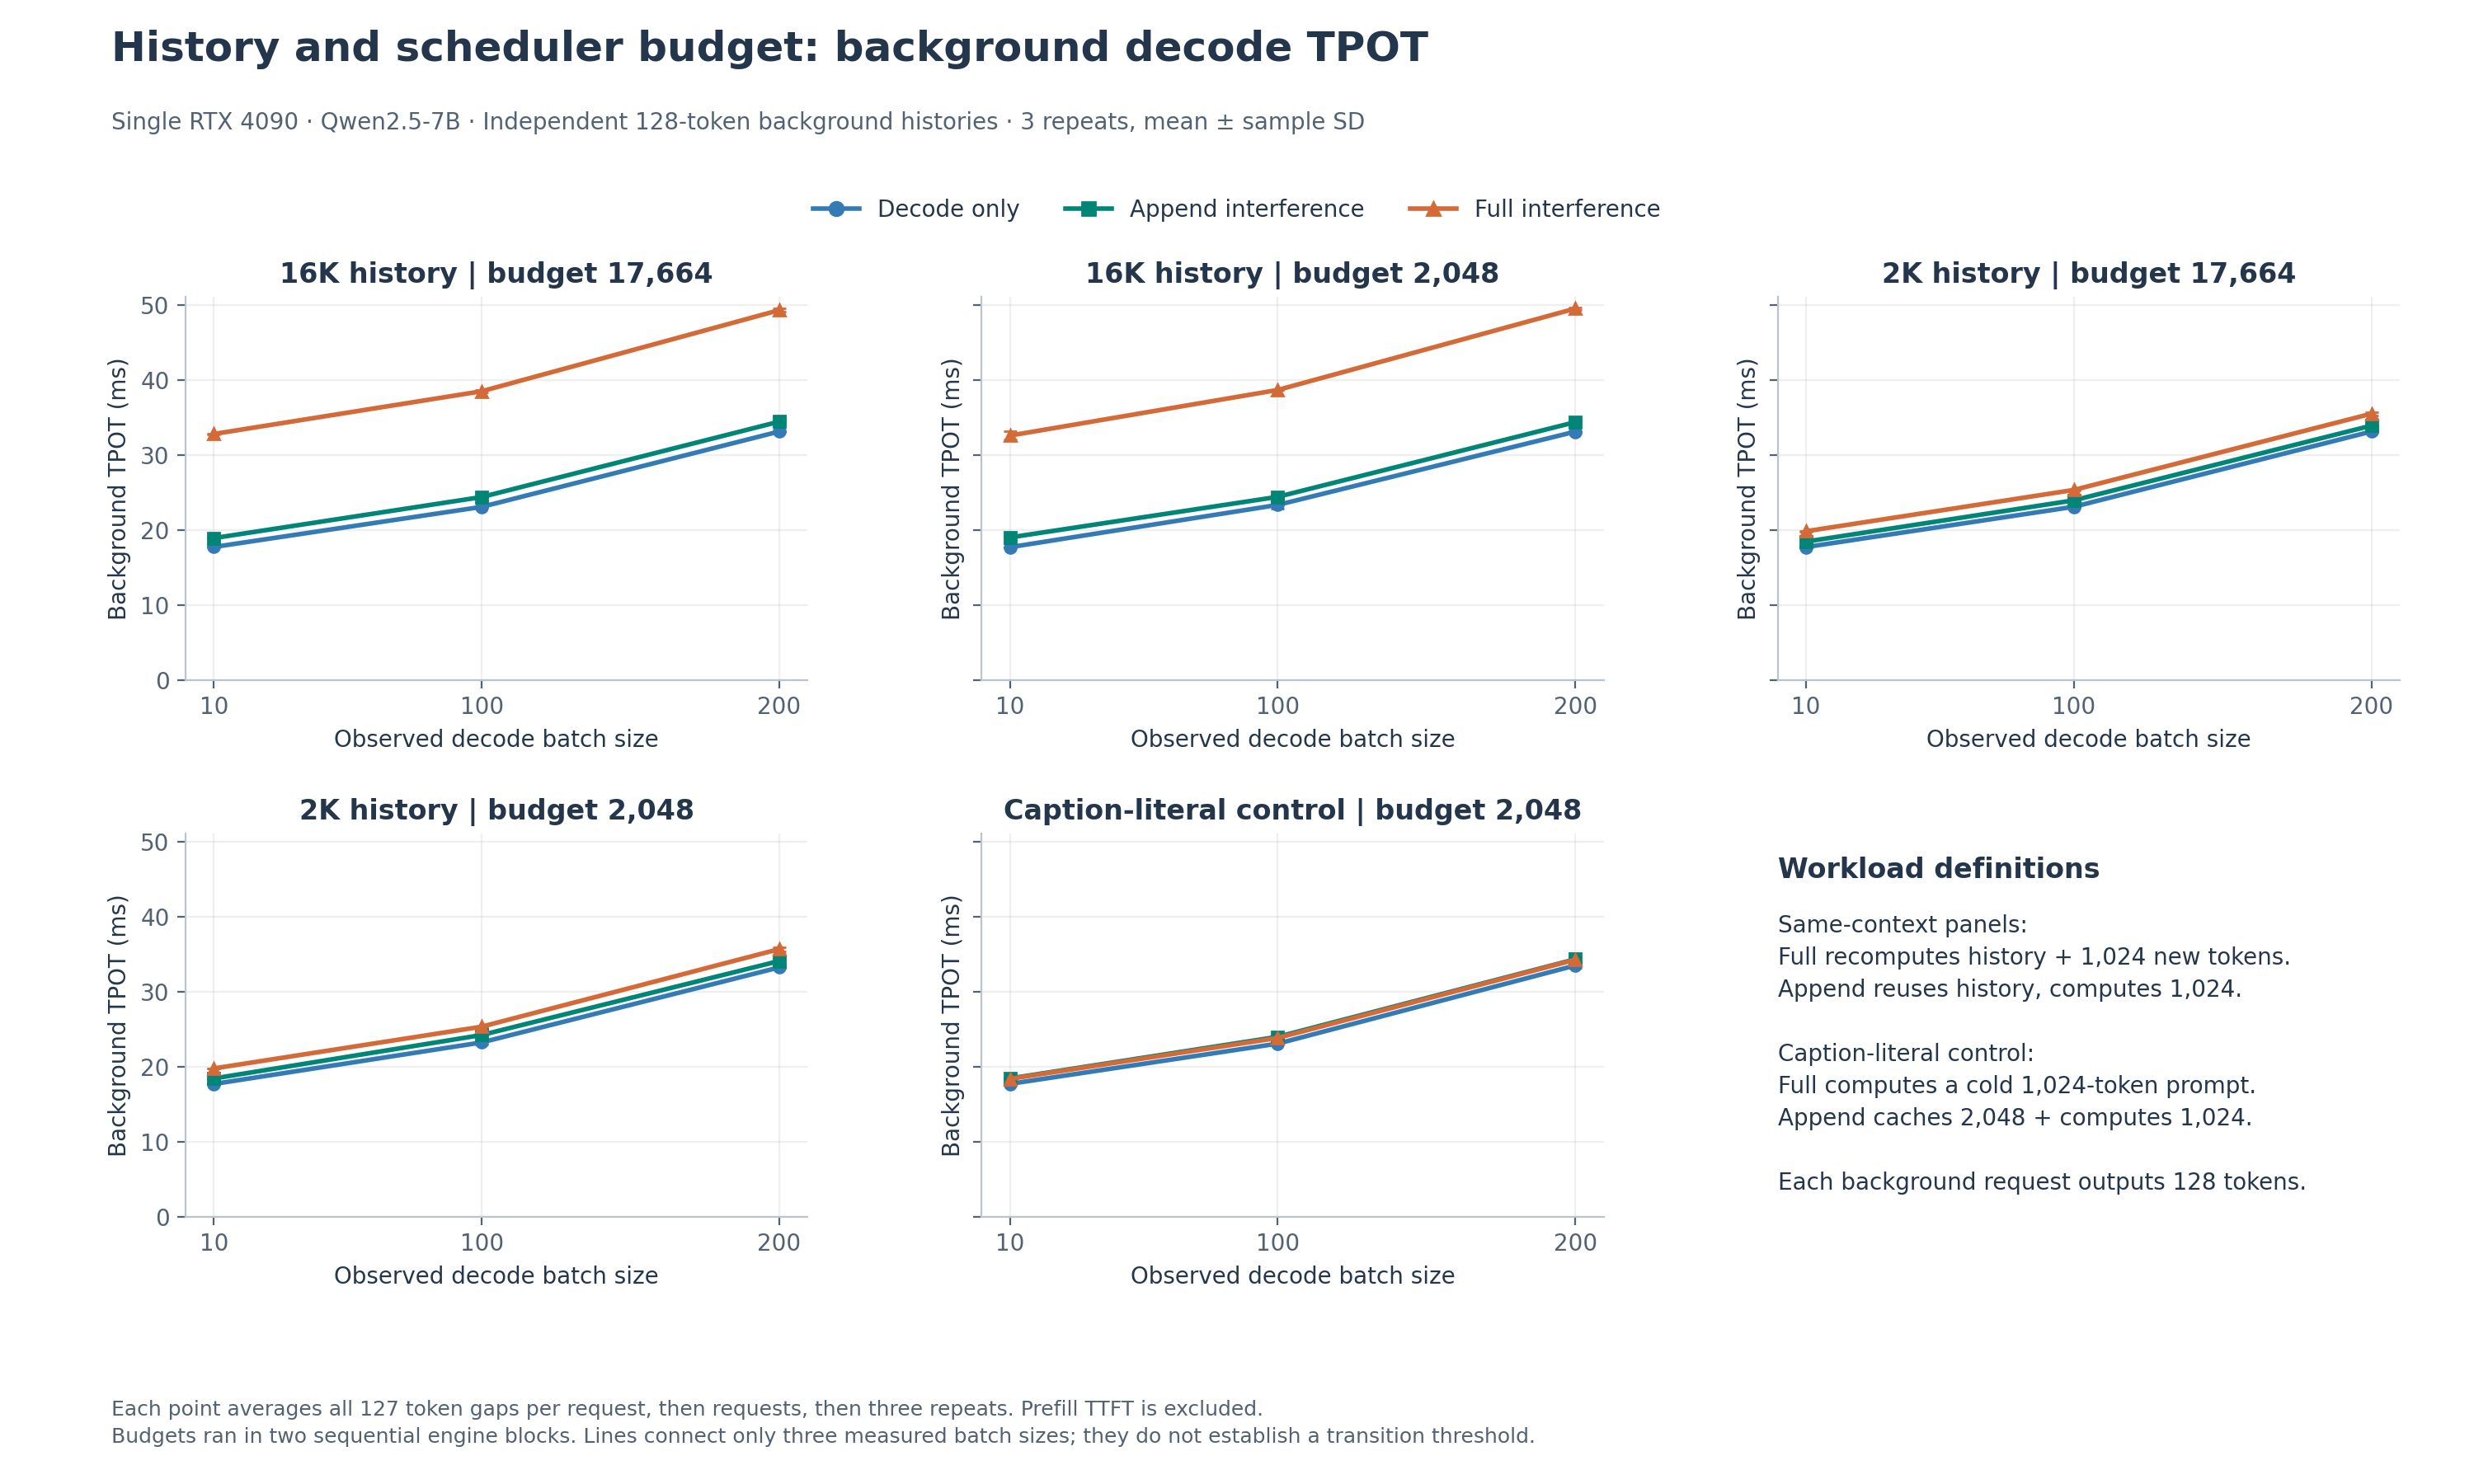 History and scheduler budget: background decode TPOT
Single RTX 4090 · Qwen2.5-7B · Independent 128-token background histories · 3 repeats, mean ± sample SD
Decode only
Append interference
Full interference
16K history | budget 17,664
50
40
30
20
10
0
Background TPOT (ms)
10
100
200
Observed decode batch size
16K history | budget 2,048
Background TPOT (ms)
10
100
200
Observed decode batch size
2K history | budget 17,664
Background TPOT (ms)
10
100
200
Observed decode batch size
2K history | budget 2,048
50
40
30
20
10
0
Background TPOT (ms)
10
100
200
Observed decode batch size
Caption-literal control | budget 2,048
Background TPOT (ms)
10
100
200
Observed decode batch size
Workload definitions
Same-context panels:
Full recomputes history + 1,024 new tokens.
Append reuses history, computes 1,024.
Caption-literal control:
Full computes a cold 1,024-token prompt.
Append caches 2,048 + computes 1,024.
Each background request outputs 128 tokens.
Each point averages all 127 token gaps per request, then requests, then three repeats. Prefill TTFT is excluded.
Budgets ran in two sequential engine blocks. Lines connect only three measured batch sizes; they do not establish a transition threshold.